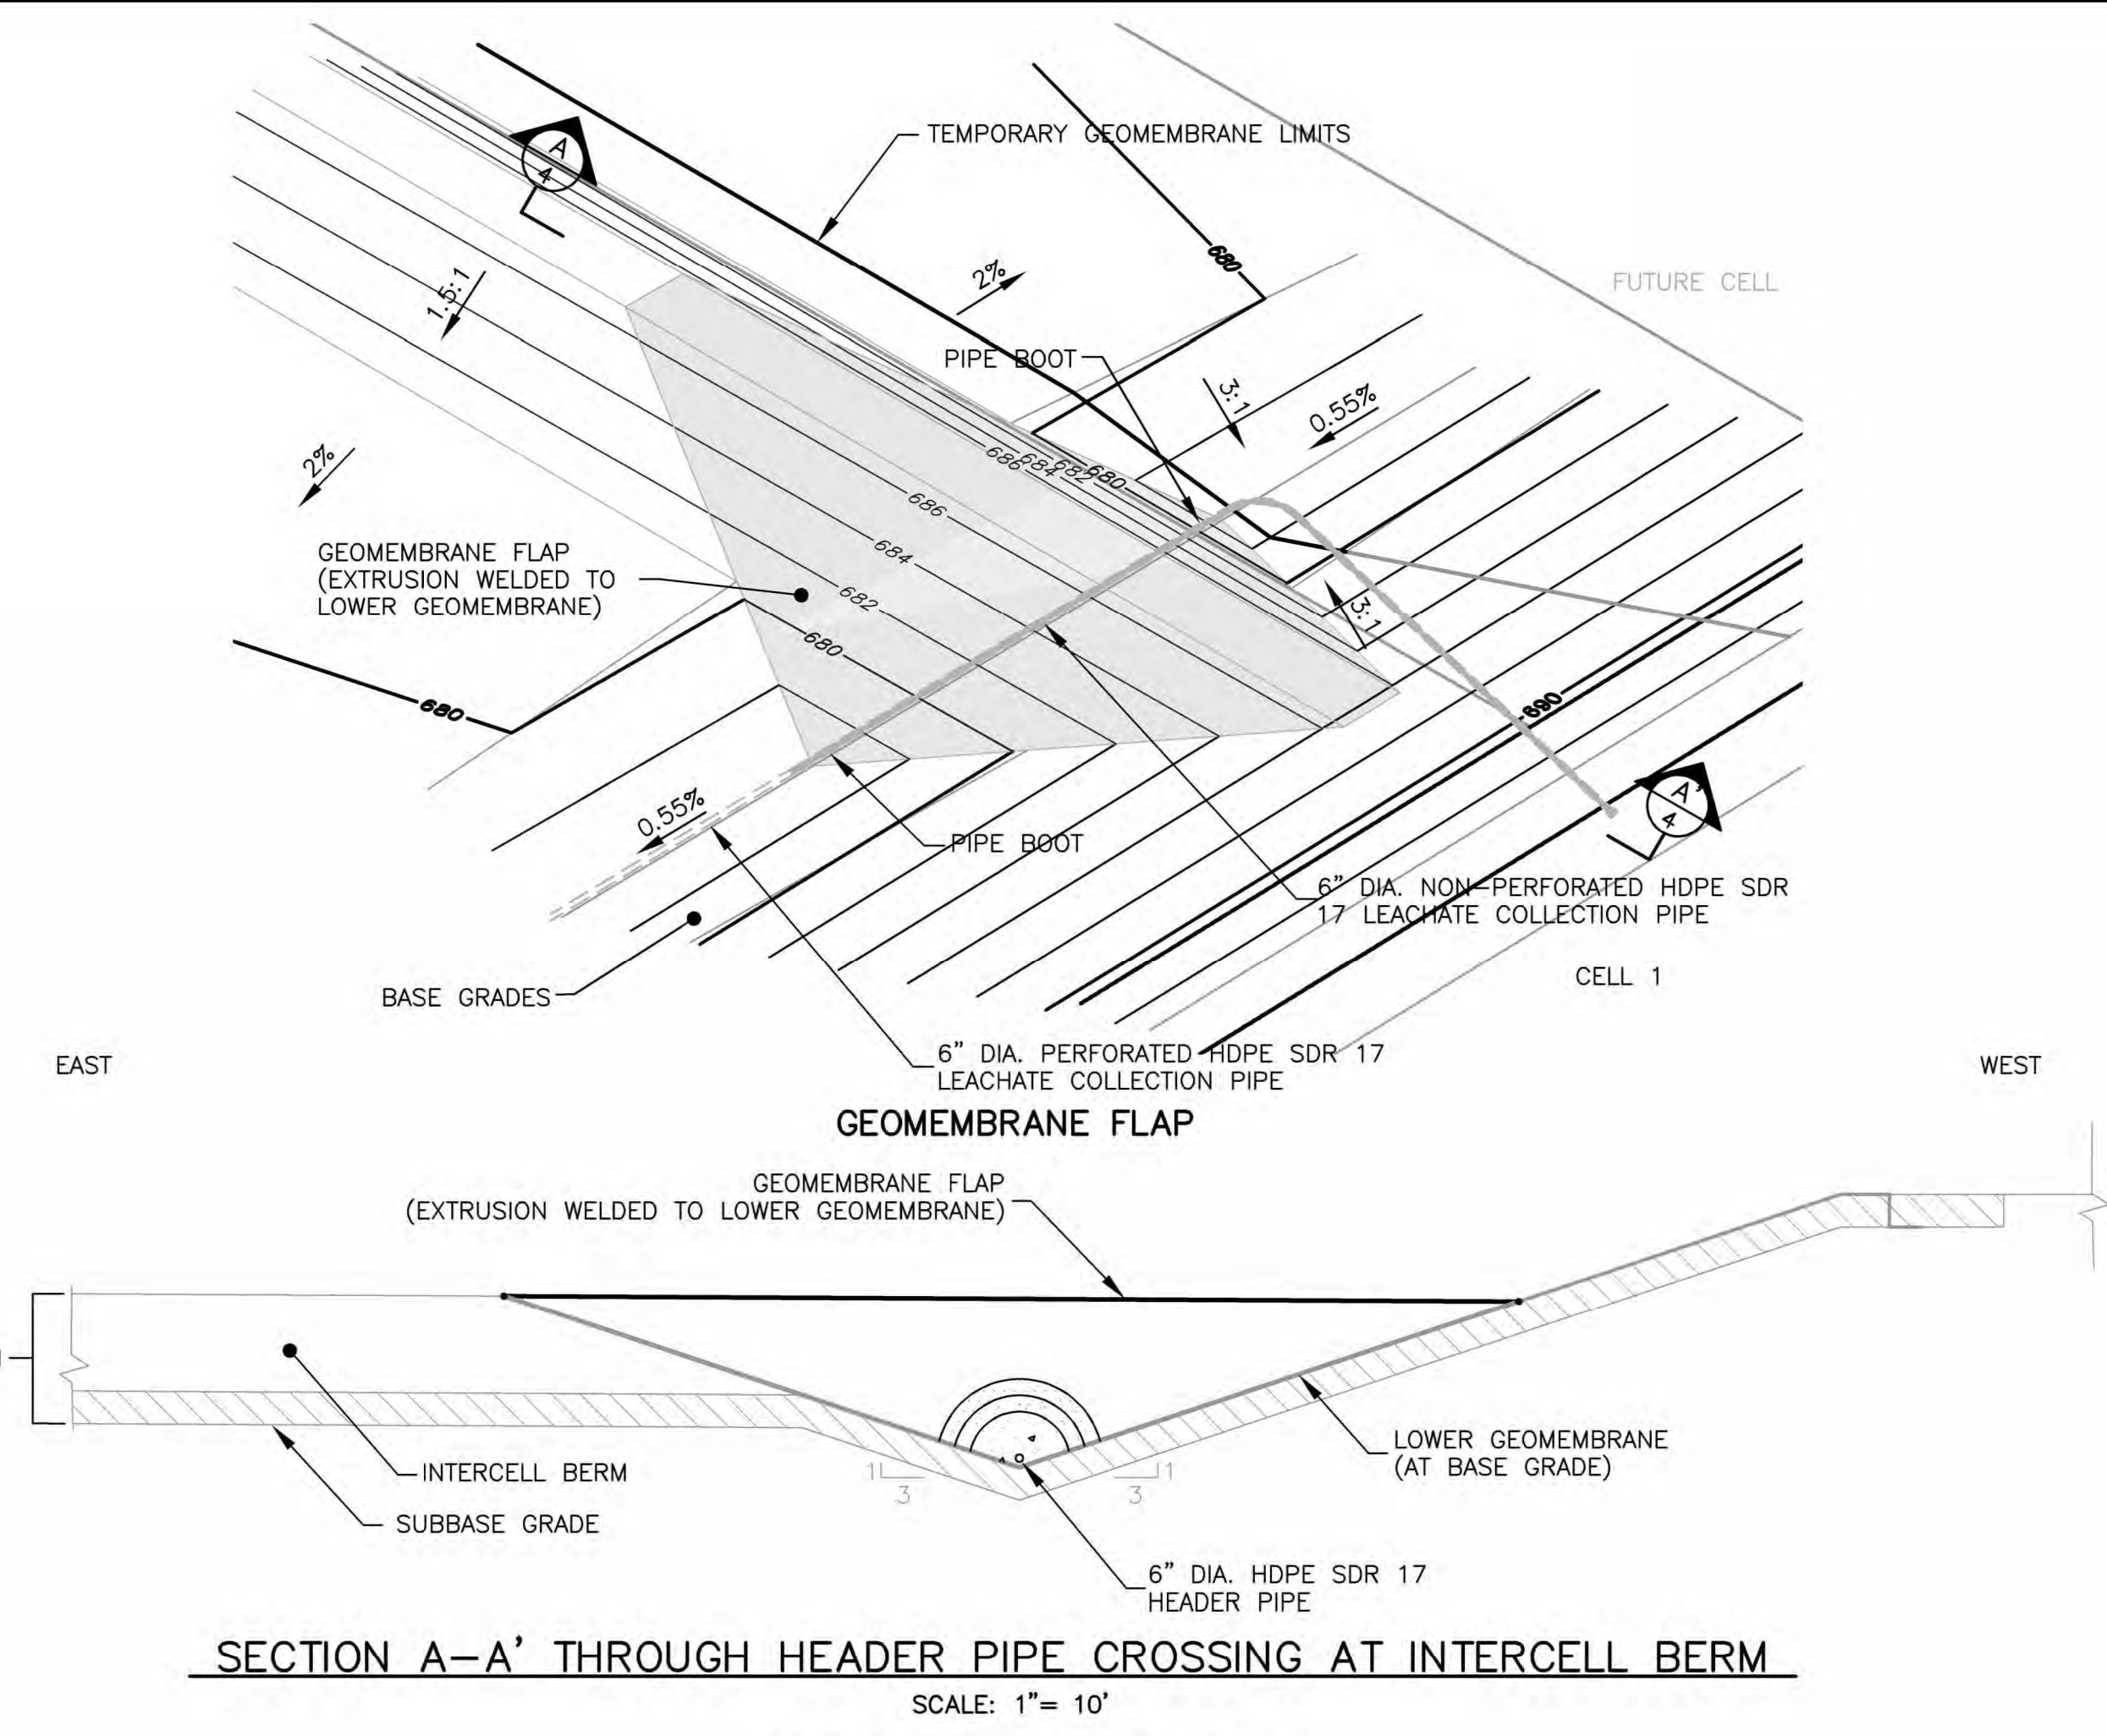 TEMPORARY GEOMEMBRANE LIMITS
A
4
680
2%
FUTURE CELL
1.5:1
PIPE BOOT
3:1
0.55%
2%
686
684
682
680
686
684
682
680
GEOMEMBRANE FLAP
(EXTRUSION WELDED TO
LOWER GEOMEMBRANE)
3:1
680
690
0.55%
A'
4
PIPE BOOT
6" DIA. NON-PERFORATED HDPE SDR
17 LEACHATE COLLECTION PIPE
CELL 1
BASE GRADES
6" DIA. PERFORATED HDPE SDR 17
LEACHATE COLLECTION PIPE
EAST
WEST
GEOMEMBRANE FLAP
GEOMEMBRANE FLAP
(EXTRUSION WELDED TO LOWER GEOMEMBRANE)
INTERCELL BERM
SUBBASE GRADE
1
3
1
3
LOWER GEOMEMBRANE
(AT BASE GRADE)
6" DIA. HDPE SDR 17
HEADER PIPE
SECTION A-A' THROUGH HEADER PIPE CROSSING AT INTERCELL BERM
SCALE: 1"= 10'